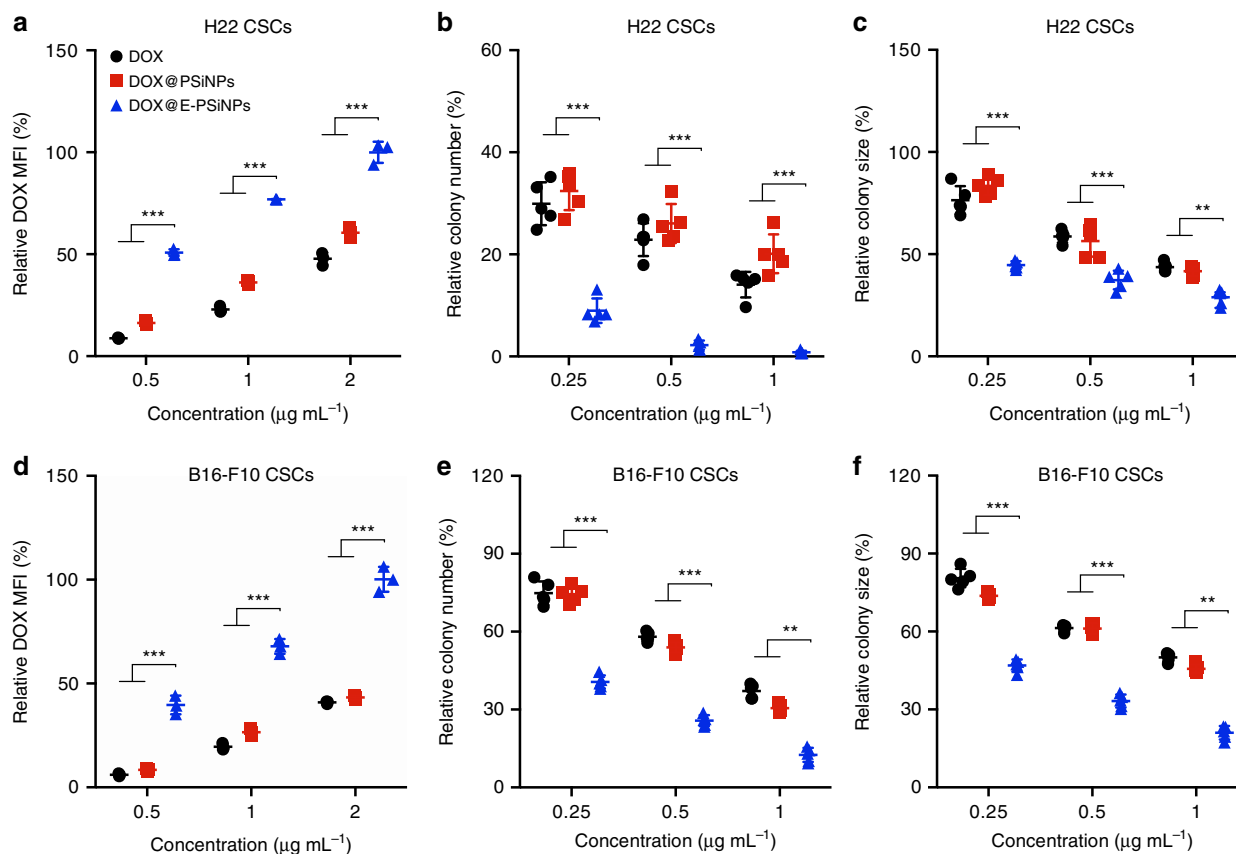 a
H22 CSCs
Relative DOX MFI (%)
150
100
50
0
DOX
DOX@PSiNPs
DOX@E-PSiNPs
***
***
***
0.5
1
2
Concentration (μg mL⁻¹)
b
H22 CSCs
Relative colony number (%)
60
40
20
0
***
***
***
0.25
0.5
1
Concentration (μg mL⁻¹)
c
H22 CSCs
Relative colony size (%)
150
100
50
0
***
***
**
0.25
0.5
1
Concentration (μg mL⁻¹)
d
B16-F10 CSCs
Relative DOX MFI (%)
150
100
50
0
***
***
***
0.5
1
2
Concentration (μg mL⁻¹)
e
B16-F10 CSCs
Relative colony number (%)
120
90
60
30
0
***
***
**
0.25
0.5
1
Concentration (μg mL⁻¹)
f
B16-F10 CSCs
Relative colony size (%)
120
90
60
30
0
***
***
**
0.25
0.5
1
Concentration (μg mL⁻¹)